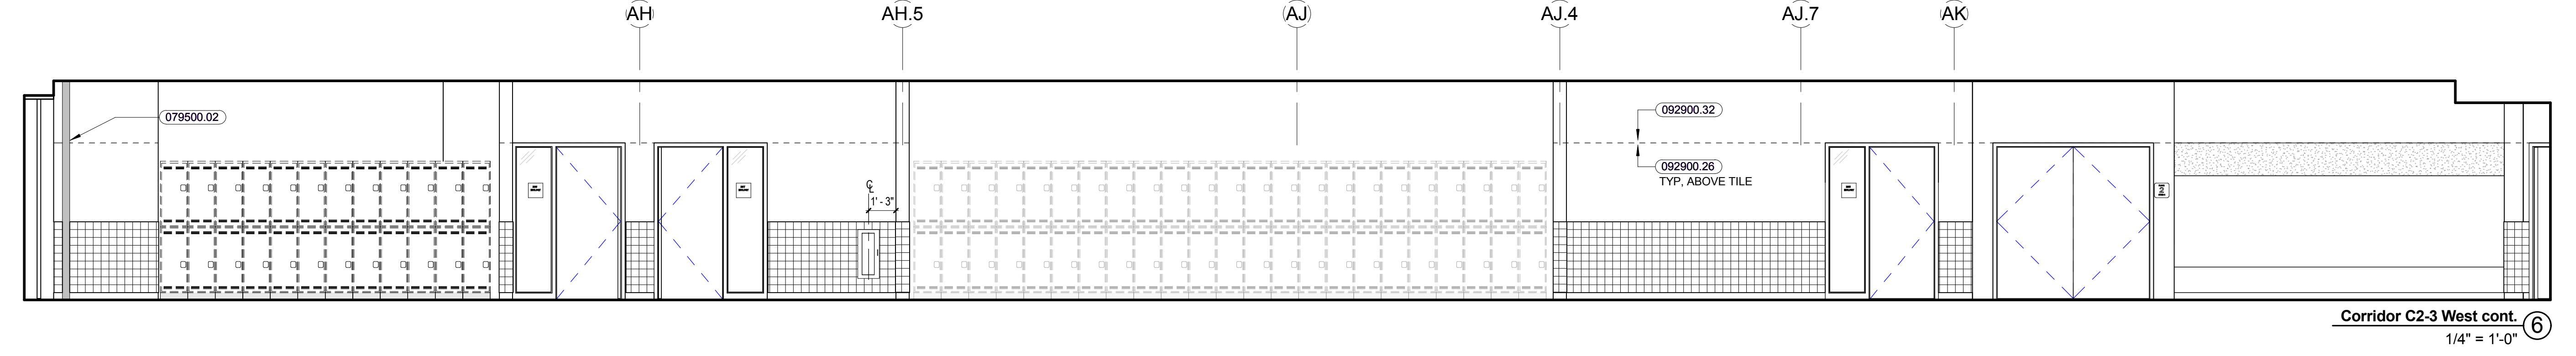 AH
AH.5
AJ
AJ.4
AJ.7
AK
079500.02
092900.32
092900.26
TYP, ABOVE TILE
1' - 3"
Corridor C2-3 West cont.
6
1/4" = 1'-0"